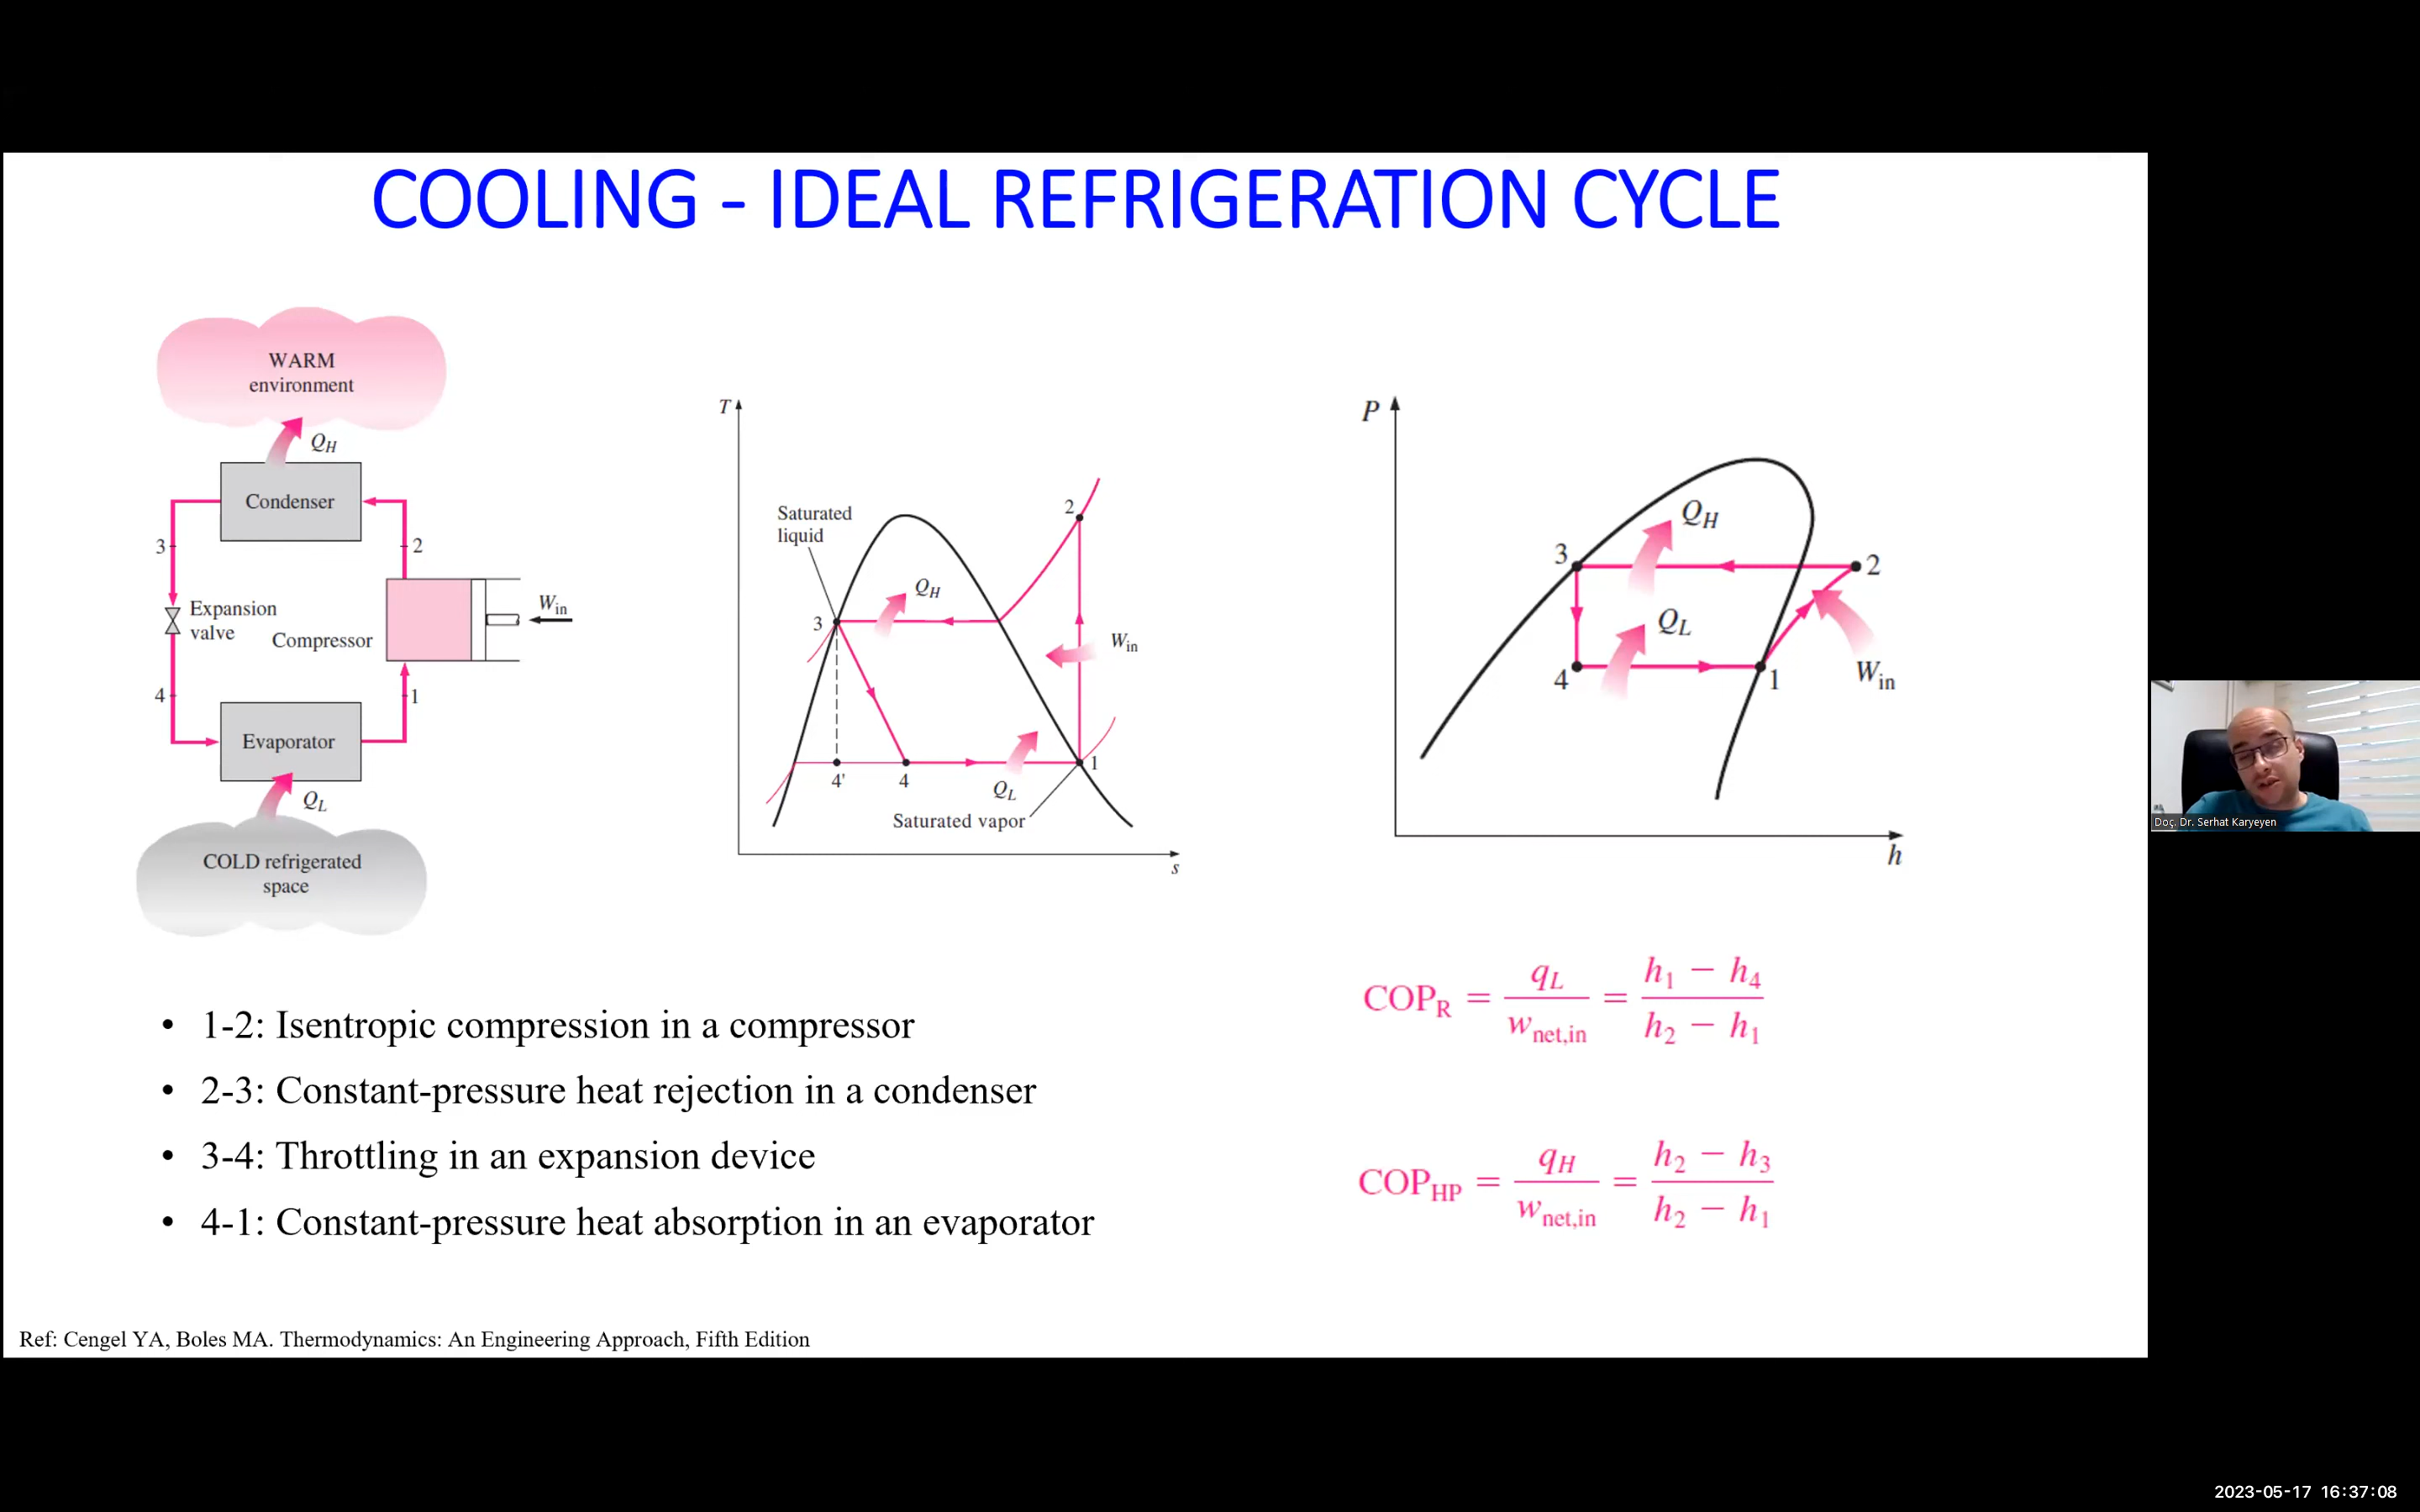 COOLING - IDEAL REFRIGERATION CYCLE
WARM
environment
Q_H
Condenser
3
2
Expansion
valve
Compressor
W_in
4
1
Evaporator
Q_L
COLD refrigerated
space
T
Saturated
liquid
2
Q_H
3
W_in
4'
4
Q_L
1
Saturated vapor
s
P
Q_H
3
2
Q_L
4
1
W_in
h
• 1-2: Isentropic compression in a compressor
• 2-3: Constant-pressure heat rejection in a condenser
• 3-4: Throttling in an expansion device
• 4-1: Constant-pressure heat absorption in an evaporator
COP_R = q_L / w_net,in = h_1 − h_4 / h_2 − h_1
COP_HP = q_H / w_net,in = h_2 − h_3 / h_2 − h_1
Ref: Cengel YA, Boles MA. Thermodynamics: An Engineering Approach, Fifth Edition
Doç. Dr. Serhat Karyeyen
2023-05-17 16:37:08